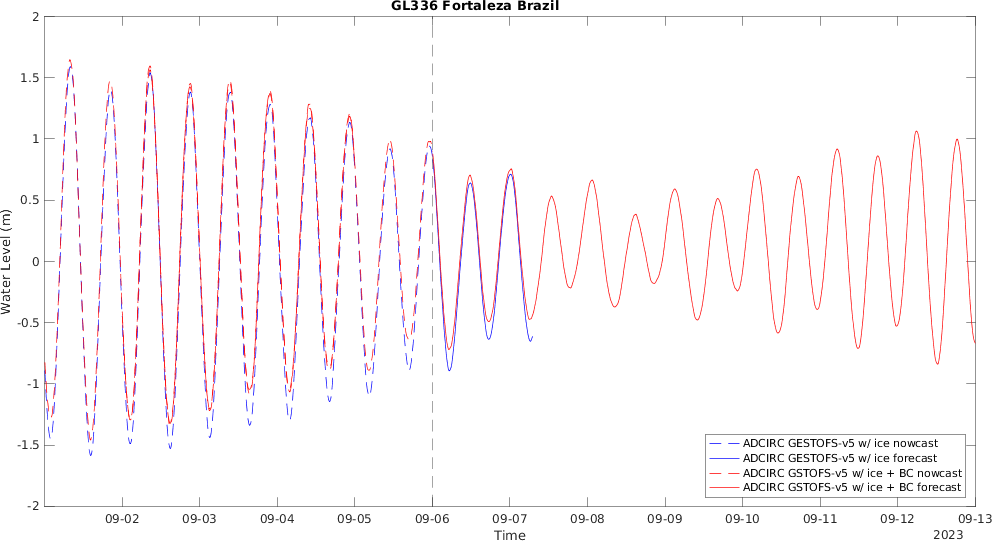 GL336 Fortaleza Brazil
2
1.5
1
0.5
0
-0.5
-1
-1.5
-2
Water Level (m)
09-02 09-03 09-04 09-05 09-06 09-07 09-08 09-09 09-10 09-11 09-12 09-13
Time
2023
ADCIRC GESTOFS-v5 w/ ice nowcast
ADCIRC GESTOFS-v5 w/ ice forecast
ADCIRC GSTOFS-v5 w/ ice + BC nowcast
ADCIRC GSTOFS-v5 w/ ice + BC forecast